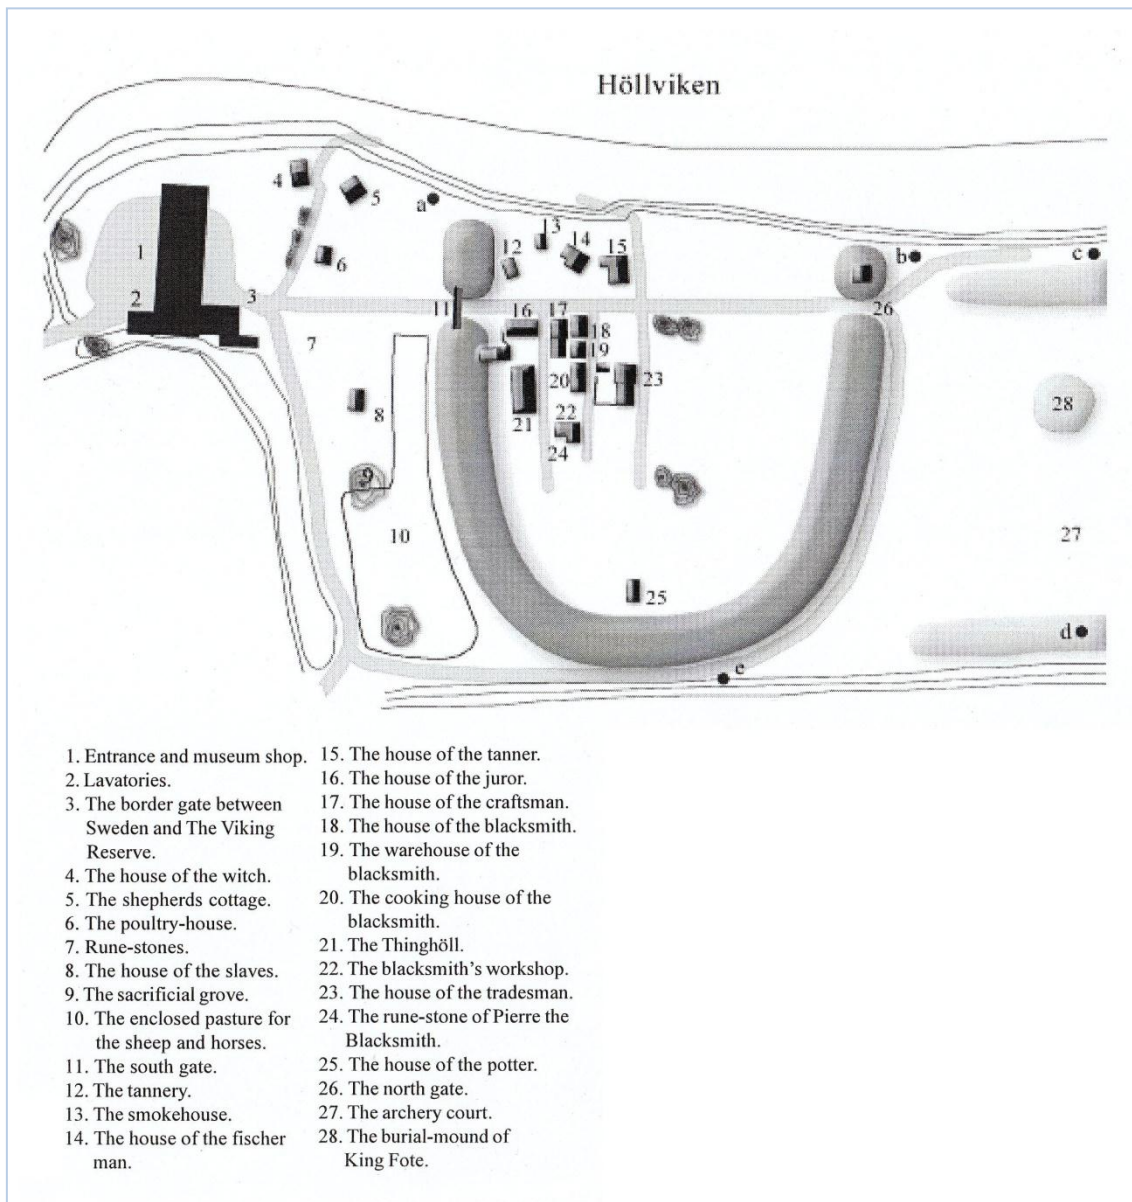 Höllviken
4
5
a
13
14
15
12
1
6
b
c
2
3
11
16
17
18
26
7
19
20
23
28
8
21
22
24
9
10
27
25
d
e
1. Entrance and museum shop.
2. Lavatories.
3. The border gate between
Sweden and The Viking
Reserve.
4. The house of the witch.
5. The shepherds cottage.
6. The poultry-house.
7. Rune-stones.
8. The house of the slaves.
9. The sacrificial grove.
10. The enclosed pasture for
the sheep and horses.
11. The south gate.
12. The tannery.
13. The smokehouse.
14. The house of the fischer
man.
15. The house of the tanner.
16. The house of the juror.
17. The house of the craftsman.
18. The house of the blacksmith.
19. The warehouse of the
blacksmith.
20. The cooking house of the
blacksmith.
21. The Thinghöll.
22. The blacksmith’s workshop.
23. The house of the tradesman.
24. The rune-stone of Pierre the
Blacksmith.
25. The house of the potter.
26. The north gate.
27. The archery court.
28. The burial-mound of
King Fote.